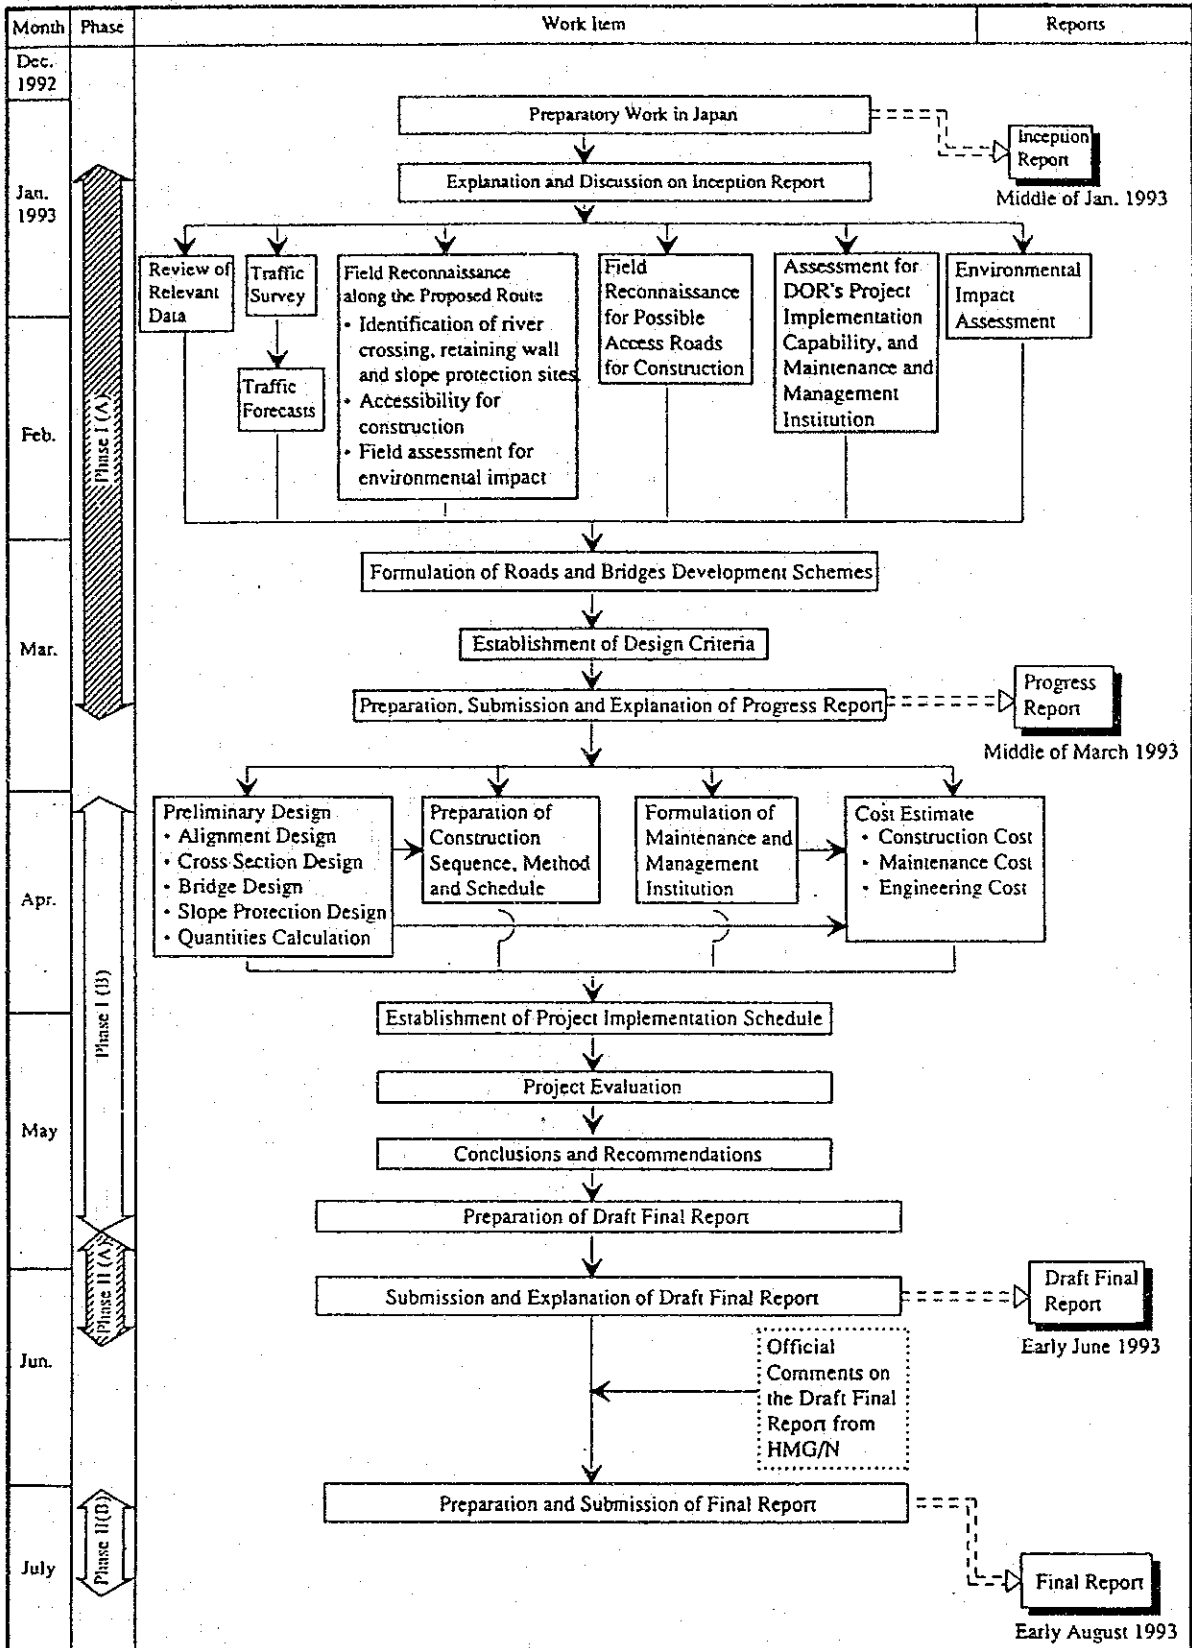 Month
Phase
Work Item
Reports
Dec.
1992
Preparatory Work in Japan
Inception
Report
Middle of Jan. 1993
Jan.
1993
Explanation and Discussion on Inception Report
Review of
Relevant
Data
Traffic
Survey
Traffic
Forecasts
Field Reconnaissance
along the Proposed Route
• Identification of river
crossing, retaining wall
and slope protection sites
• Accessibility for
construction
• Field assessment for
environmental impact
Field
Reconnaissance
for Possible
Access Roads
for Construction
Assessment for
DOR's Project
Implementation
Capability, and
Maintenance and
Management
Institution
Environmental
Impact
Assessment
Feb.
Phase I (A)
Formulation of Roads and Bridges Development Schemes
Mar.
Establishment of Design Criteria
Preparation, Submission and Explanation of Progress Report
Progress
Report
Middle of March 1993
Preliminary Design
• Alignment Design
• Cross Section Design
• Bridge Design
• Slope Protection Design
• Quantities Calculation
Preparation of
Construction
Sequence, Method
and Schedule
Formulation of
Maintenance and
Management
Institution
Cost Estimate
• Construction Cost
• Maintenance Cost
• Engineering Cost
Apr.
Phase I (B)
Establishment of Project Implementation Schedule
Project Evaluation
May
Conclusions and Recommendations
Preparation of Draft Final Report
Phase II (A)
Submission and Explanation of Draft Final Report
Draft Final
Report
Early June 1993
Jun.
Official
Comments on
the Draft Final
Report from
HMG/N
Preparation and Submission of Final Report
Phase II(B)
July
Final Report
Early August 1993